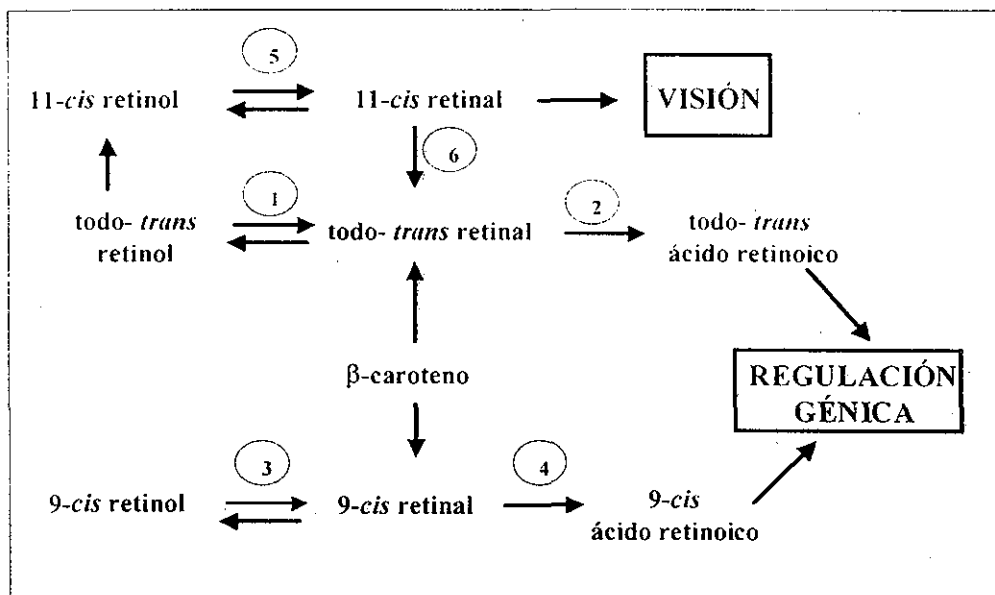 5
11-cis retinol
11-cis retinal
VISIÓN
6
1
2
todo- trans
retinol
todo- trans retinal
todo- trans
ácido retinoico
β-caroteno
REGULACIÓN
GÉNICA
3
4
9-cis retinol
9-cis retinal
9-cis
ácido retinoico